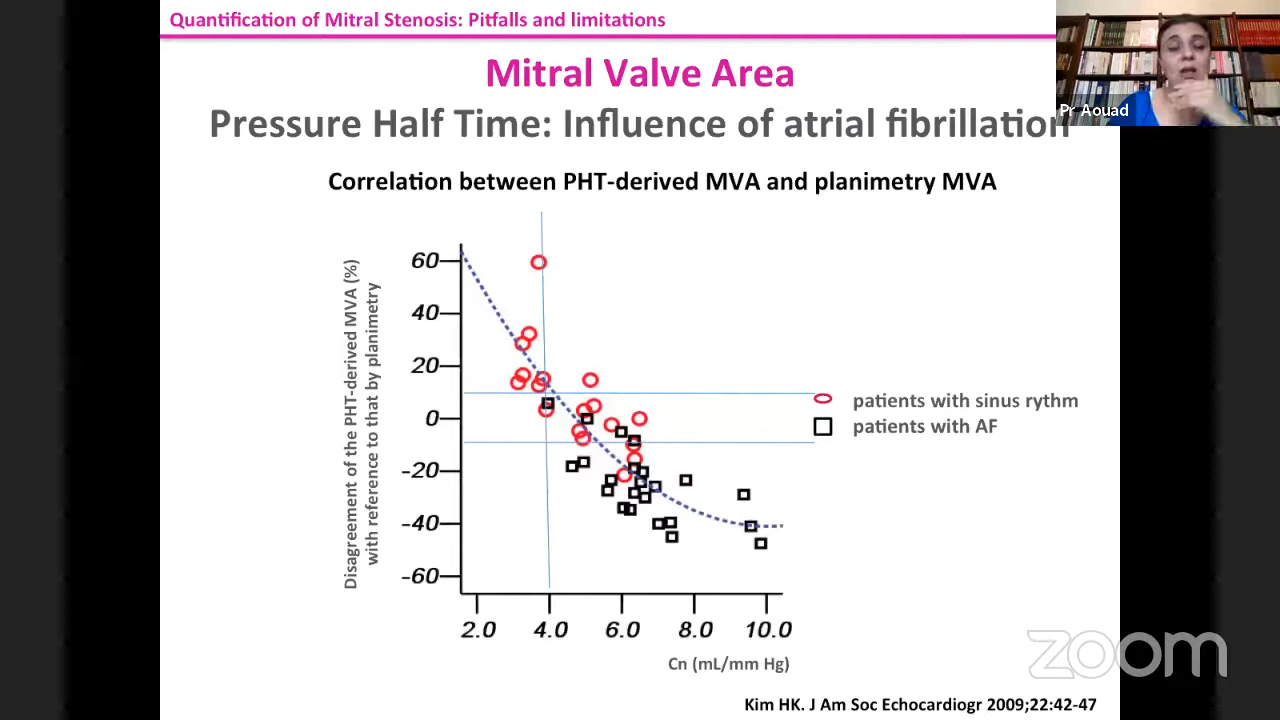 Quantification of Mitral Stenosis: Pitfalls and limitations
Mitral Valve Area
Pressure Half Time: Influence of atrial fibrillation
Pr Aouad
Correlation between PHT-derived MVA and planimetry MVA
Disagreement of the PHT-derived MVA (%)
with reference to that by planimetry
60
40
20
0
-20
-40
-60
2.0 4.0 6.0 8.0 10.0
Cn (mL/mm Hg)
patients with sinus rythm
patients with AF
zoom
Kim HK. J Am Soc Echocardiogr 2009;22:42-47